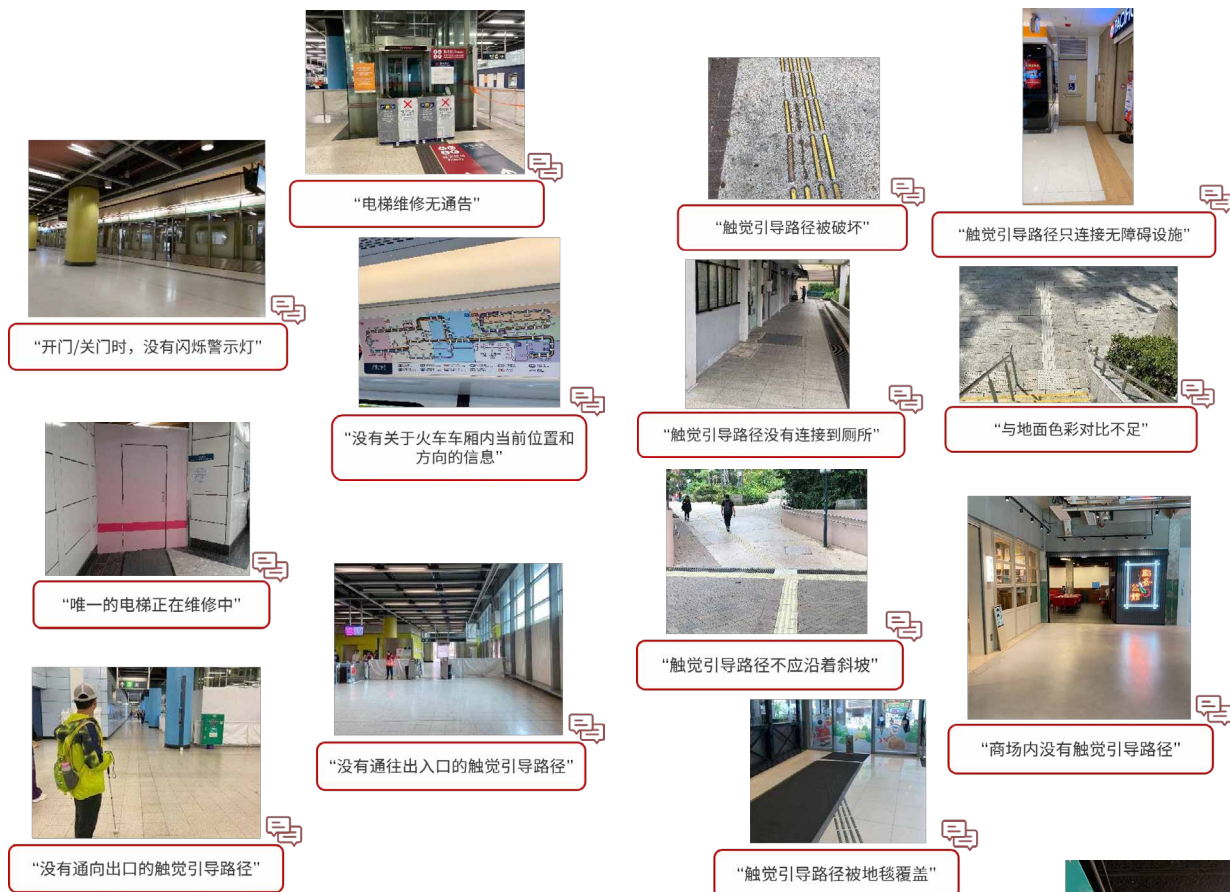 “电梯维修无通告”
“开门/关门时，没有闪烁警示灯”
“没有关于火车车厢内当前位置和
方向的信息”
“唯一的电梯正在维修中”
“没有通往出入口的触觉引导路径”
“没有通向出口的触觉引导路径”
“触觉引导路径被破坏”
PACIFIC
“触觉引导路径只连接无障碍设施”
“触觉引导路径没有连接到厕所”
“与地面色彩对比不足”
“触觉引导路径不应沿着斜坡”
“商场内没有触觉引导路径”
“触觉引导路径被地毯覆盖”